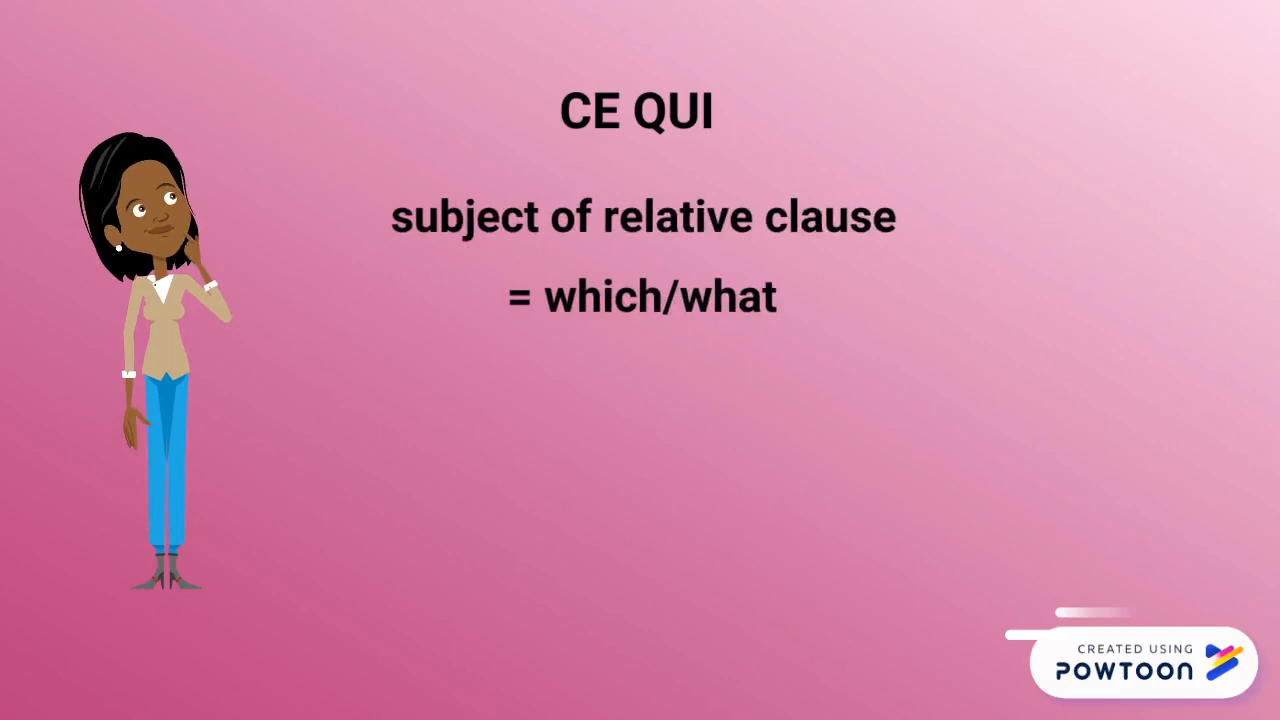 CE QUI
subject of relative clause
= which/what
CREATED USING
POWTOON